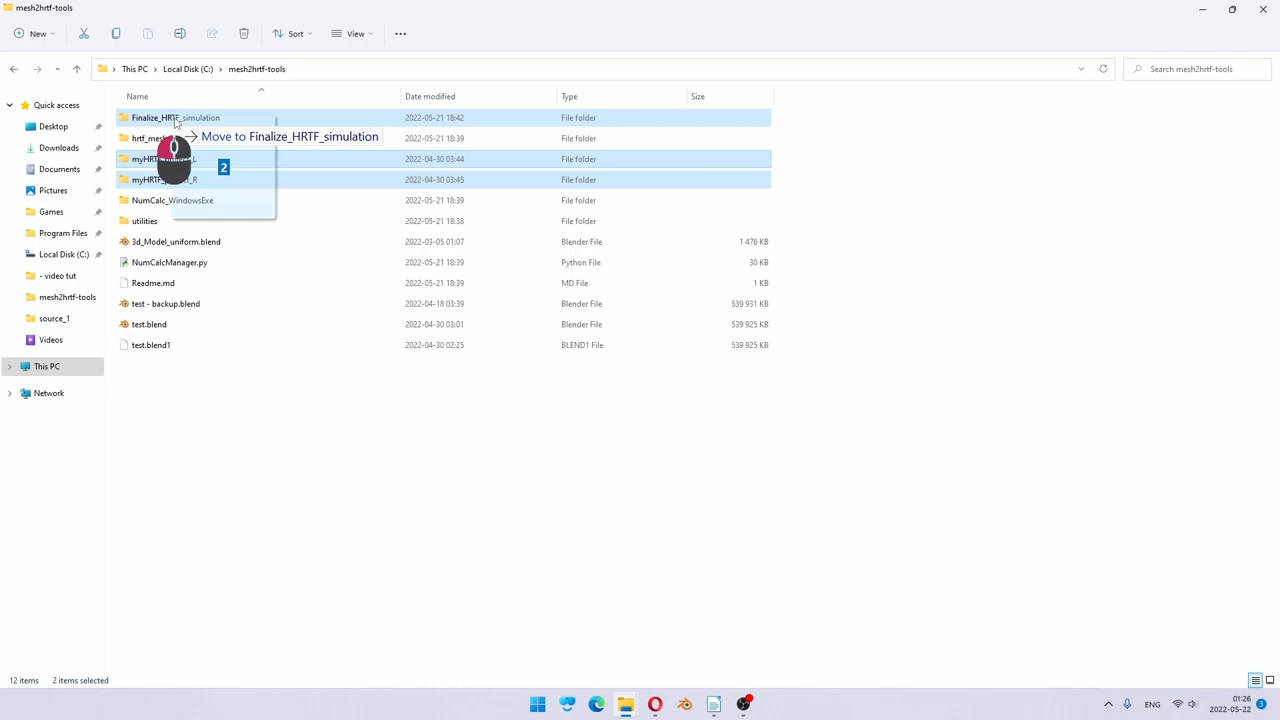 mesh2hrtf-tools
New
Sort
View
This PC
Local Disk (C:)
mesh2hrtf-tools
Search mesh2hrtf-tools
Name
Date modified
Type
Size
Quick access
Desktop
Downloads
Documents
Pictures
Games
Program Files
Local Disk (C:)
- video tut
mesh2hrtf-tools
source_1
Videos
This PC
Network
Finalize_HRTF_simulation 2022-05-21 18:42 File folder
Move to Finalize_HRTF_simulation
2
2022-05-21 18:39 File folder
2022-04-30 03:44 File folder
2022-04-30 03:45 File folder
NumCalc_WindowsExe 2022-05-21 18:39 File folder
utilities 2022-05-21 18:38 File folder
3d_Model_uniform.blend 2022-03-05 01:07 Blender File 1 476 KB
NumCalcManager.py 2022-05-21 18:39 Python File 30 KB
Readme.md 2022-05-21 18:39 MD File 1 KB
test - backup.blend 2022-04-18 03:39 Blender File 539 931 KB
test.blend 2022-04-30 03:01 Blender File 539 925 KB
test.blend1 2022-04-30 02:25 BLEND1 File 539 925 KB
12 items 2 items selected
ENG
01:26
2022-05-22
3